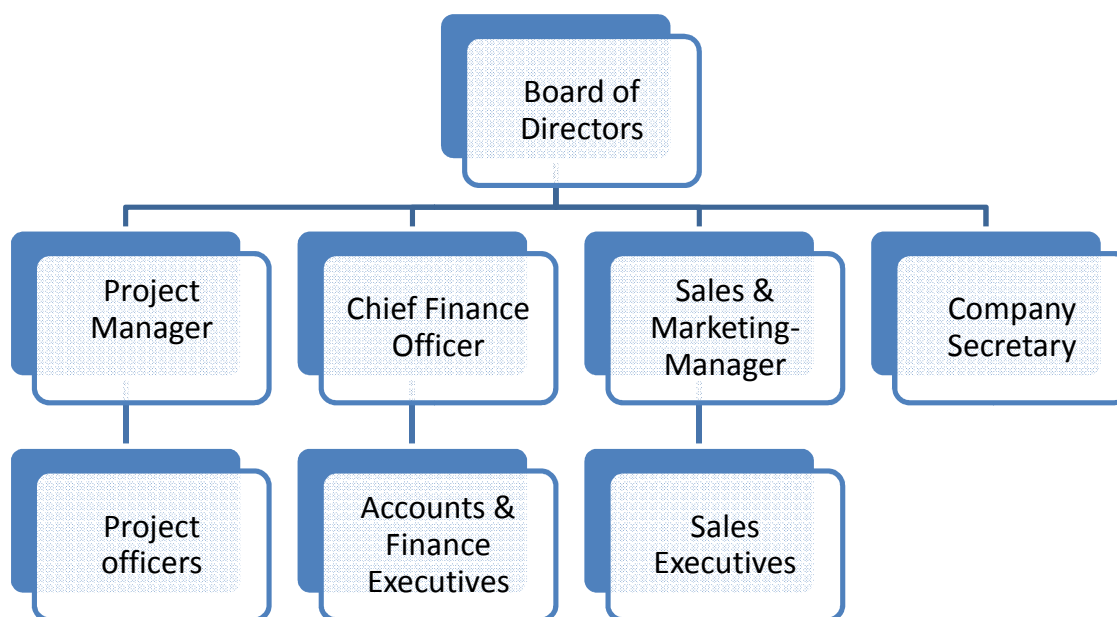 Board of
Directors
Project
Manager
Chief Finance
Officer
Sales &
Marketing-
Manager
Company
Secretary
Project
officers
Accounts &
Finance
Executives
Sales
Executives